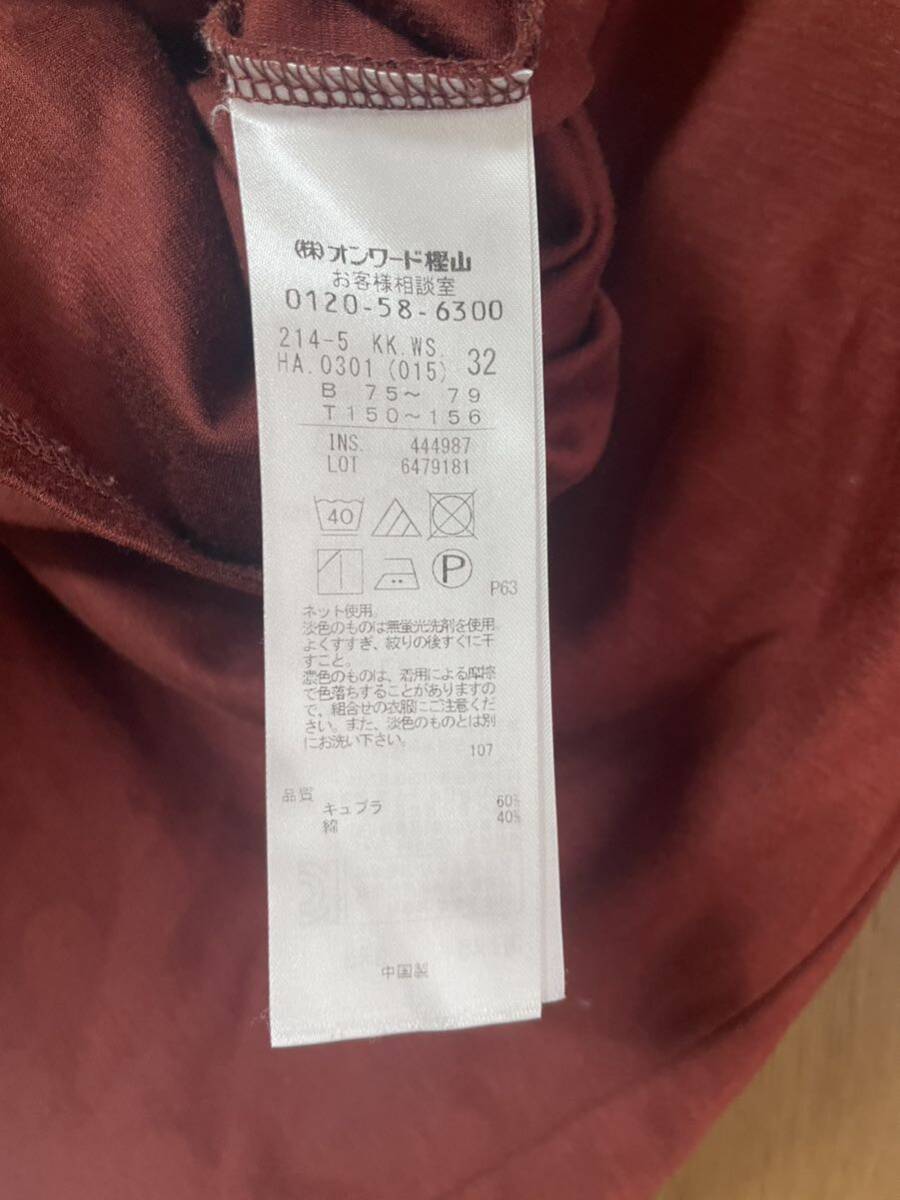 (株)オンワード樫山
お客様相談室
0120-58-6300
214-5 KK.WS. 32
HA.0301(015)
B 75～ 79
T150～156
INS. 444987
LOT 6479181
40
P
P63
ネット使用。
淡色のものは無蛍光洗剤を使用。
よくすすぎ、絞りの後すぐに干
すこと。
濃色のものは、着用による摩擦
で色落ちすることがありますの
で、組合せの衣服にご注意くだ
さい。また、淡色のものとは別
にお洗い下さい。
107
品質
キュプラ 60%
綿 40%
中国製